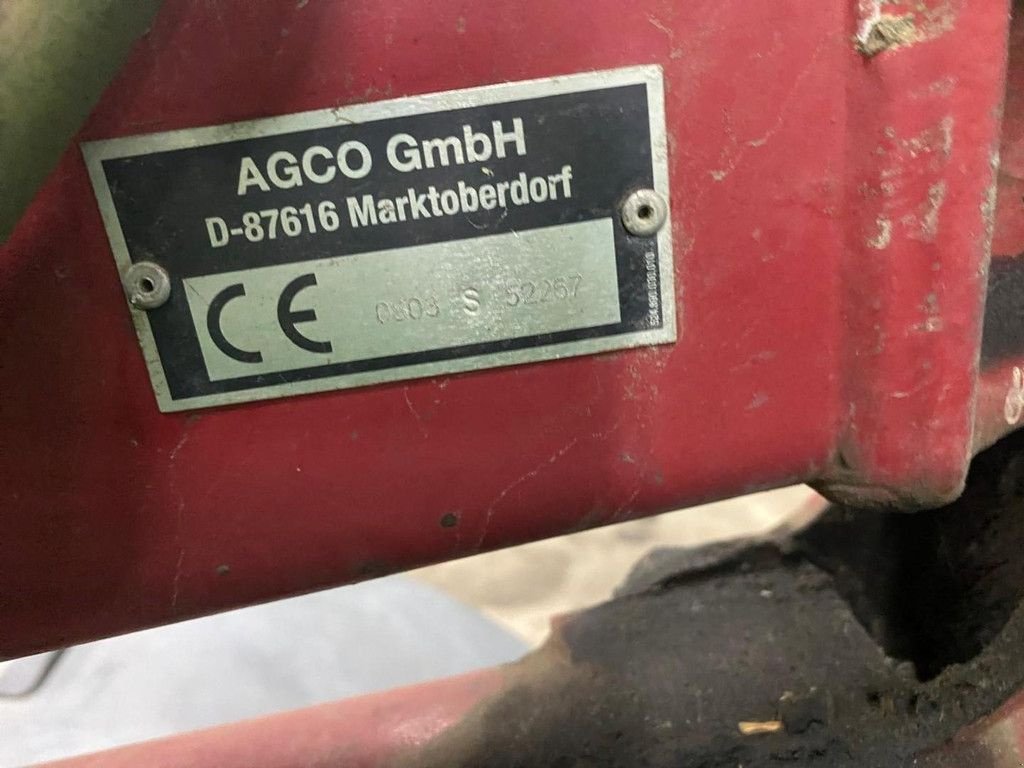 AGCO GmbH
D-87616 Marktoberdorf
CE 0803 S 52267